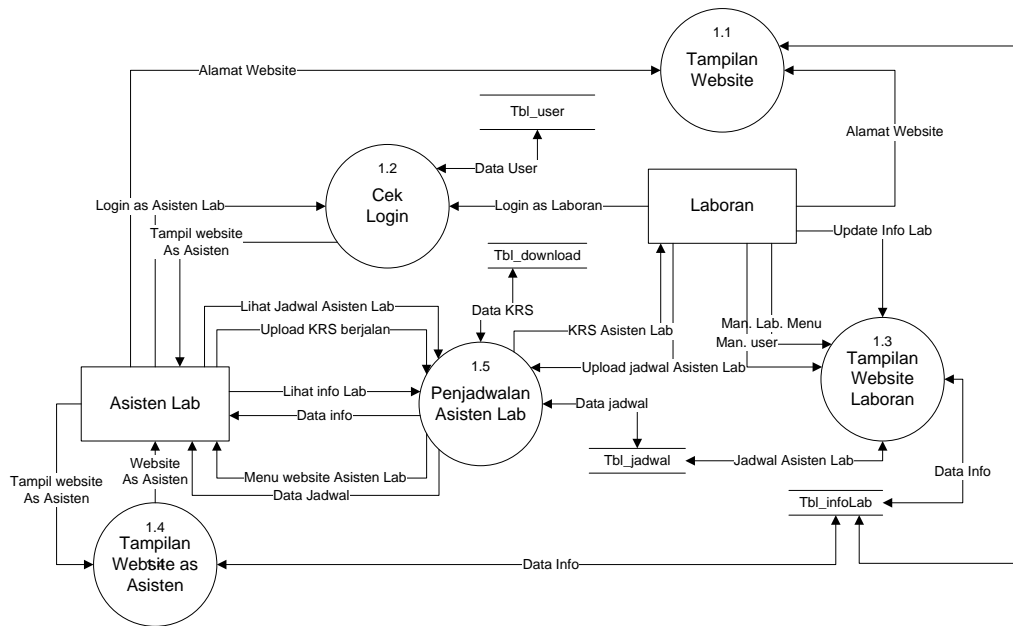 1.1
Tampilan
Website
Alamat Website
Tbl_user
Alamat Website
1.2
Cek
Login
Data User
Login as Asisten Lab
Login as Laboran
Laboran
Tampil website
As Asisten
Update Info Lab
Tbl_download
Lihat Jadwal Asisten Lab
Data KRS
Upload KRS berjalan
KRS Asisten Lab
Man. Lab. Menu
Man. user
1.3
Tampilan
Website
Laboran
1.5
Penjadwalan
Asisten Lab
Upload jadwal Asisten Lab
Asisten Lab
Lihat info Lab
Data info
Data jadwal
Website
As Asisten
Menu website Asisten Lab
Data Jadwal
Tbl_jadwal
Jadwal Asisten Lab
Tampil website
As Asisten
Data Info
Tbl_infoLab
1.4
Tampilan
Website as
1.4
Asisten
Data Info